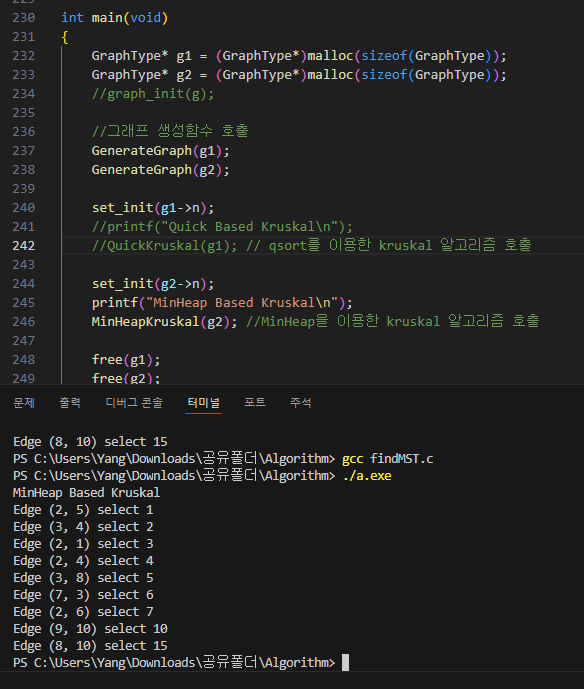 230 int main(void)
231 {
232 GraphType* g1 = (GraphType*)malloc(sizeof(GraphType));
233 GraphType* g2 = (GraphType*)malloc(sizeof(GraphType));
234 //graph_init(g);
235
236 //그래프 생성함수 호출
237 GenerateGraph(g1);
238 GenerateGraph(g2);
239
240 set_init(g1->n);
241 //printf("Quick Based Kruskal\n");
242 //QuickKruskal(g1); // qsort를 이용한 kruskal 알고리즘 호출
243
244 set_init(g2->n);
245 printf("MinHeap Based Kruskal\n");
246 MinHeapKruskal(g2); //MinHeap을 이용한 kruskal 알고리즘 호출
247
248 free(g1);
249 free(g2);
문제 출력 디버그 콘솔 터미널 포트 주석
Edge (8, 10) select 15
PS C:\Users\Yang\Downloads\공유폴더\Algorithm> gcc findMST.c
PS C:\Users\Yang\Downloads\공유폴더\Algorithm> ./a.exe
MinHeap Based Kruskal
Edge (2, 5) select 1
Edge (3, 4) select 2
Edge (2, 1) select 3
Edge (2, 4) select 4
Edge (3, 8) select 5
Edge (7, 3) select 6
Edge (2, 6) select 7
Edge (9, 10) select 10
Edge (8, 10) select 15
PS C:\Users\Yang\Downloads\공유폴더\Algorithm>